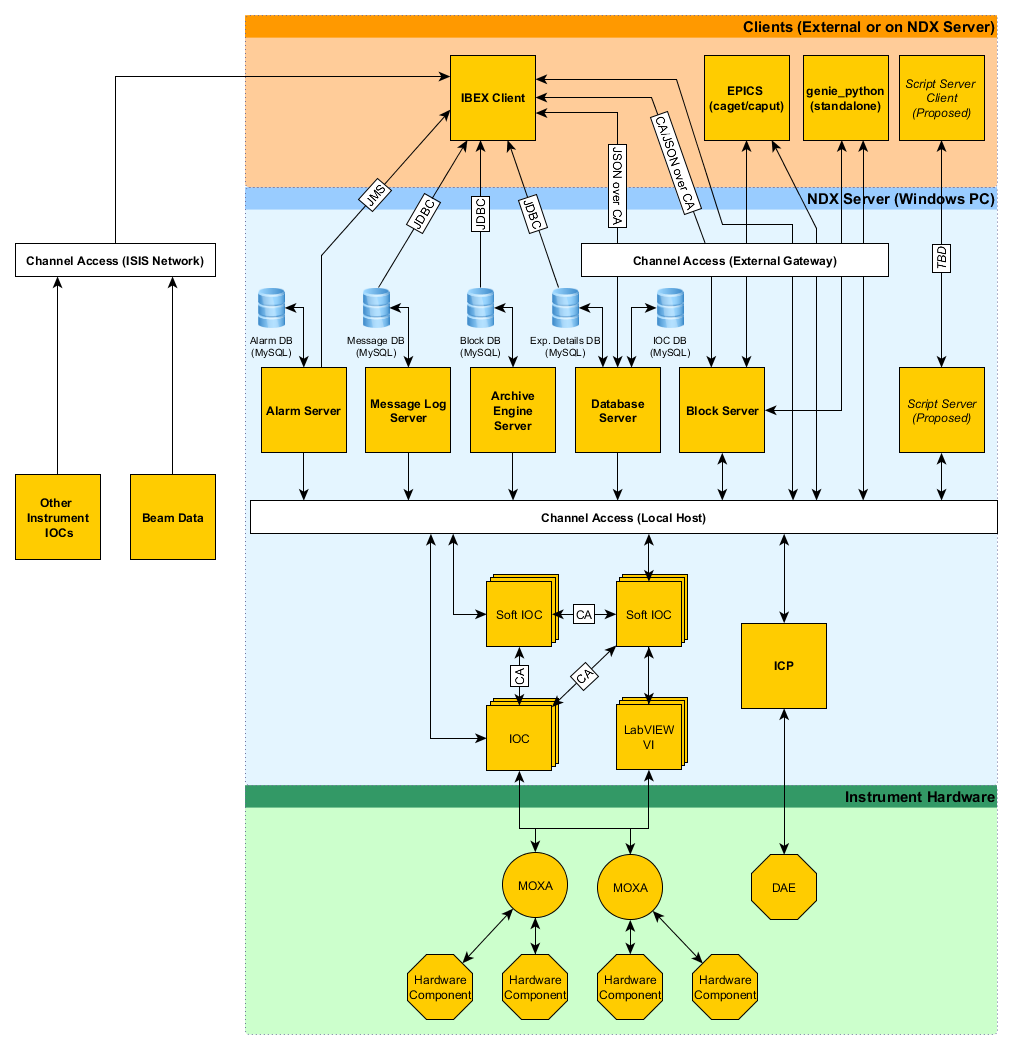 Clients (External or on NDX Server)
IBEX Client
EPICS
(caget/caput)
genie_python
(standalone)
Script Server
Client
(Proposed)
JMS
JDBC
JDBC
JDBC
JSON over CA
CA/JSON over CA
NDX Server (Windows PC)
TBD
Channel Access (ISIS Network)
Channel Access (External Gateway)
Alarm DB
(MySQL)
Message DB
(MySQL)
Block DB
(MySQL)
Exp. Details DB
(MySQL)
IOC DB
(MySQL)
Alarm Server
Message Log
Server
Archive
Engine
Server
Database
Server
Block Server
Script Server
(Proposed)
Other
Instrument
IOCs
Beam Data
Channel Access (Local Host)
Soft IOC
CA
Soft IOC
CA
CA
ICP
IOC
LabVIEW
VI
Instrument Hardware
MOXA
MOXA
DAE
Hardware
Component
Hardware
Component
Hardware
Component
Hardware
Component